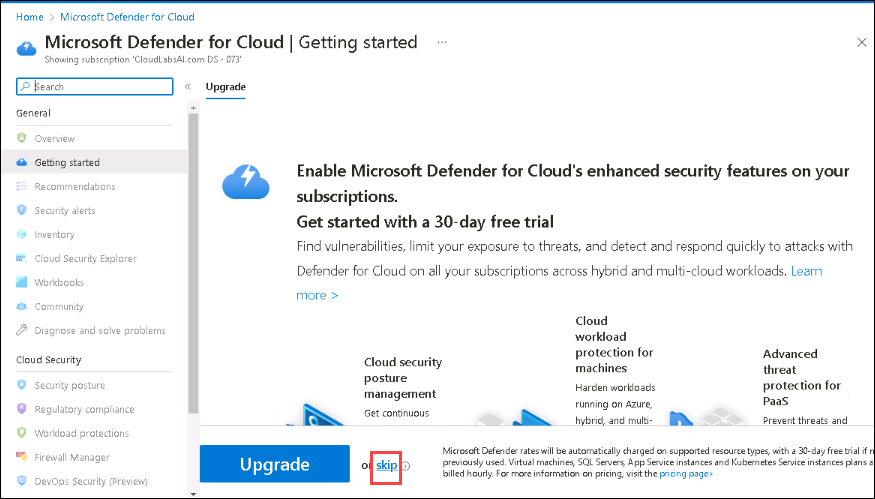 Home > Microsoft Defender for Cloud
Microsoft Defender for Cloud | Getting started ...
Showing subscription 'CloudLabsAI.com DS - 073'
Search
«
Upgrade
General
Overview
Getting started
Recommendations
Security alerts
Inventory
Cloud Security Explorer
Workbooks
Community
Diagnose and solve problems
Cloud Security
Security posture
Regulatory compliance
Workload protections
Firewall Manager
DevOps Security (Preview)
Enable Microsoft Defender for Cloud's enhanced security features on your
subscriptions.
Get started with a 30-day free trial
Find vulnerabilities, limit your exposure to threats, and detect and respond quickly to attacks with
Defender for Cloud on all your subscriptions across hybrid and multi-cloud workloads. Learn
more >
Cloud security
posture
management
Get continuous
Cloud
workload
protection for
machines
Harden workloads
running on Azure,
hybrid, and multi-
Advanced
threat
protection for
PaaS
Prevent threats and
Upgrade
or skip
Microsoft Defender rates will be automatically charged on supported resource types, with a 30-day free trial if n
previously used. Virtual machines, SQL Servers, App Service instances and Kubernetes Service instances plans a
billed hourly. For more information on pricing, visit the pricing page>